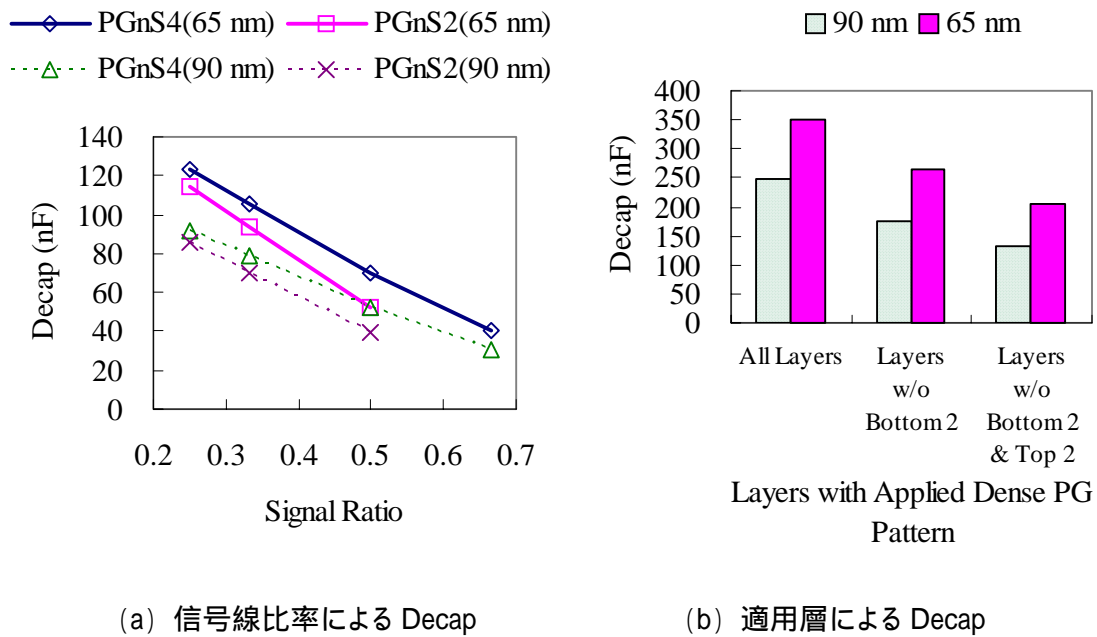 PGnS4(65 nm) PGnS2(65 nm)
PGnS4(90 nm) PGnS2(90 nm)
Decap (nF)
140
120
100
80
60
40
20
0
0.2 0.3 0.4 0.5 0.6 0.7
Signal Ratio
(a) 信号線比率による Decap
90 nm 65 nm
Decap (nF)
400
350
300
250
200
150
100
50
0
All Layers
Layers
w/o
Bottom 2
Layers
w/o
Bottom 2
& Top 2
Layers with Applied Dense PG
Pattern
(b) 適用層による Decap